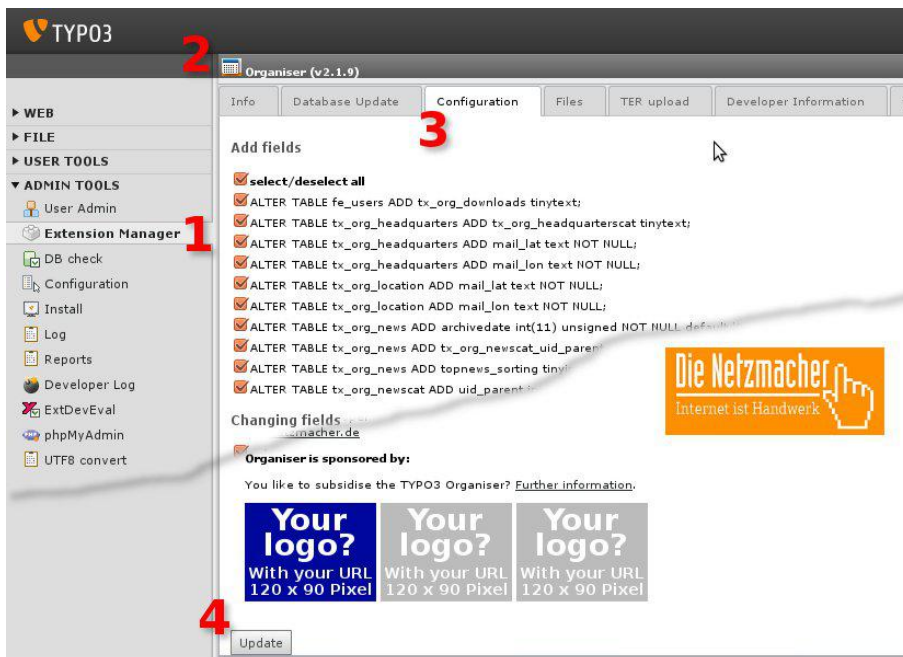 TYPO3
2
Organiser (v2.1.9)
Info
Database Update
Configuration
Files
TER upload
Developer Information
3
WEB
FILE
USER TOOLS
ADMIN TOOLS
User Admin
Extension Manager
1
DB check
Configuration
Install
Log
Reports
Developer Log
ExtDevEval
phpMyAdmin
UTF8 convert
Add fields
select/deselect all
ALTER TABLE fe_users ADD tx_org_downloads tinytext;
ALTER TABLE tx_org_headquarters ADD tx_org_headquarterscat tinytext;
ALTER TABLE tx_org_headquarters ADD mail_lat text NOT NULL;
ALTER TABLE tx_org_headquarters ADD mail_lon text NOT NULL;
ALTER TABLE tx_org_location ADD mail_lat text NOT NULL;
ALTER TABLE tx_org_location ADD mail_lon text NOT NULL;
ALTER TABLE tx_org_news ADD archivedate int(11) unsigned NOT NULL
ALTER TABLE tx_org_news ADD tx_org_newscat_uid_parent
ALTER TABLE tx_org_news ADD topnews_sorting
ALTER TABLE tx_org_newscat ADD uid_parent
Die Netzmacher
Internet ist Handwerk
Changing fields
zmacher.de
Organiser is sponsored by:
You like to subsidise the TYPO3 Organiser? Further information.
Your logo?
With your URL
120 x 90 Pixel
Your logo?
With your URL
120 x 90 Pixel
Your logo?
With your URL
120 x 90 Pixel
4
Update